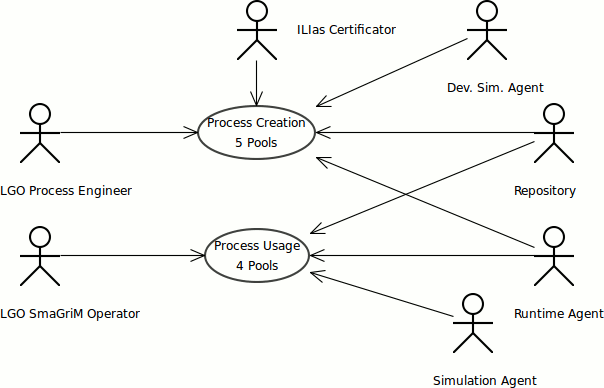 ILIas Certificator
Dev. Sim. Agent
Process Creation
5 Pools
LGO Process Engineer
Repository
Process Usage
4 Pools
LGO SmaGriM Operator
Runtime Agent
Simulation Agent